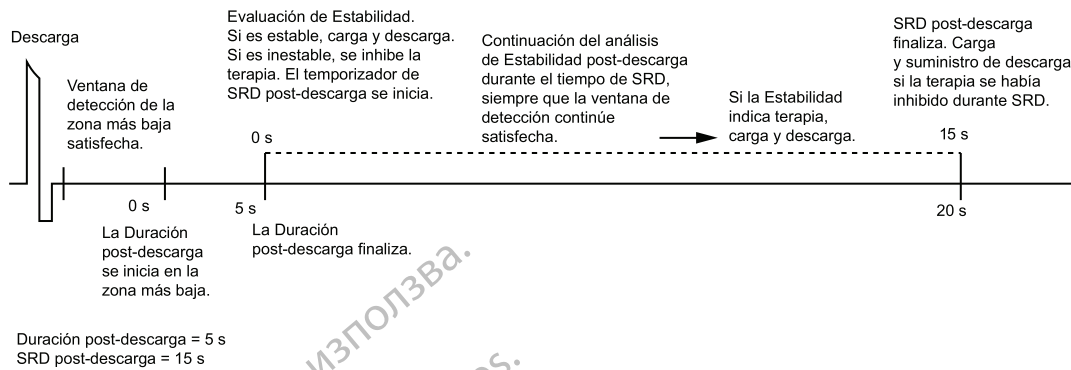 Descarga
Ventana de
detección de la
zona más baja
satisfecha.
Evaluación de Estabilidad.
Si es estable, carga y descarga.
Si es inestable, se inhibe la
terapia. El temporizador de
SRD post-descarga se inicia.
0 s
Continuación del análisis
de Estabilidad post-descarga
durante el tiempo de SRD,
siempre que la ventana de
detección continúe
satisfecha.
Si la Estabilidad
indica terapia,
carga y descarga.
SRD post-descarga
finaliza. Carga
y suministro de descarga
si la terapia se había
inhibido durante SRD.
15 s
0 s
5 s
20 s
La Duración
post-descarga
se inicia en la
zona más baja.
La Duración
post-descarga finaliza.
Duración post-descarga = 5 s
SRD post-descarga = 15 s
използва.